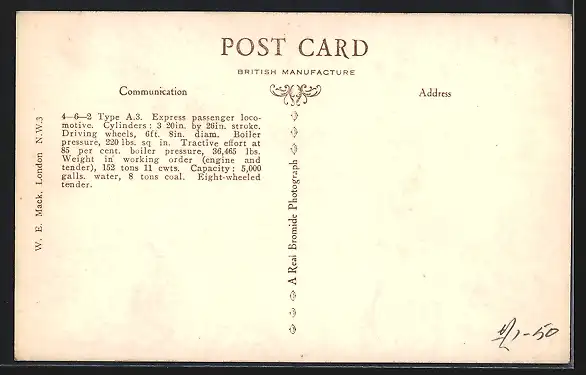 POST CARD
BRITISH MANUFACTURE
Communication
Address
4—6—2 Type A.3. Express passenger loco-
motive. Cylinders: 3 20in. by 26in. stroke.
Driving wheels, 6ft. 8in. diam. Boiler
pressure, 220 lbs. sq in. Tractive effort at
85 per cent. boiler pressure, 36,465 lbs.
Weight in working order (engine and
tender), 152 tons 11 cwts. Capacity: 5,000
galls. water, 8 tons coal. Eight-wheeled
tender.
W. E. Mack, London N.W.3
A Real Bromide Photograph
-50